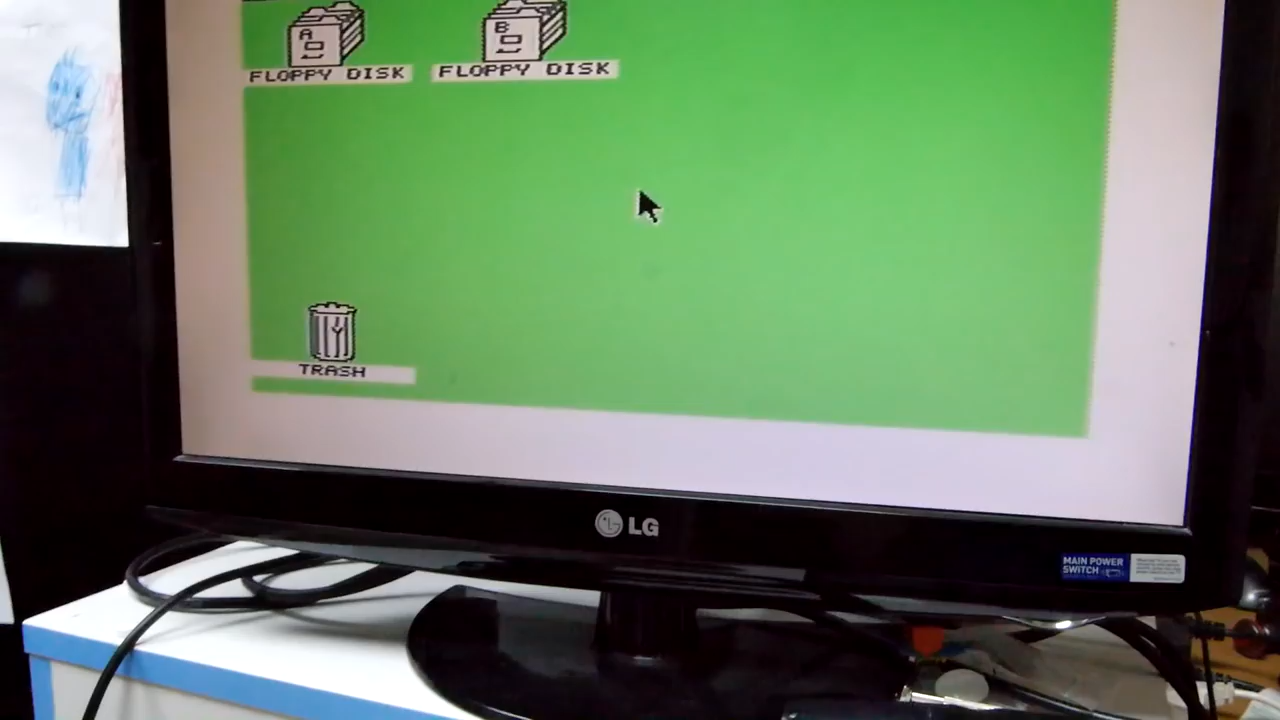 A
B
FLOPPY DISK
FLOPPY DISK
TRASH
LG
MAIN POWER
SWITCH